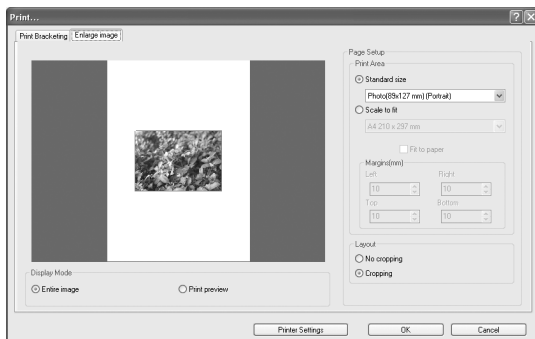 Print...
Print Bracketing Enlarge image
Page Setup
Print Area
Standard size
Photo(89x127 mm) (Portrait)
Scale to fit
A4 210 x 297 mm
Fit to paper
Margins(mm)
Left Right
10 10
Top Bottom
10 10
Layout
No cropping
Cropping
Display Mode
Entire image Print preview
Printer Settings OK Cancel